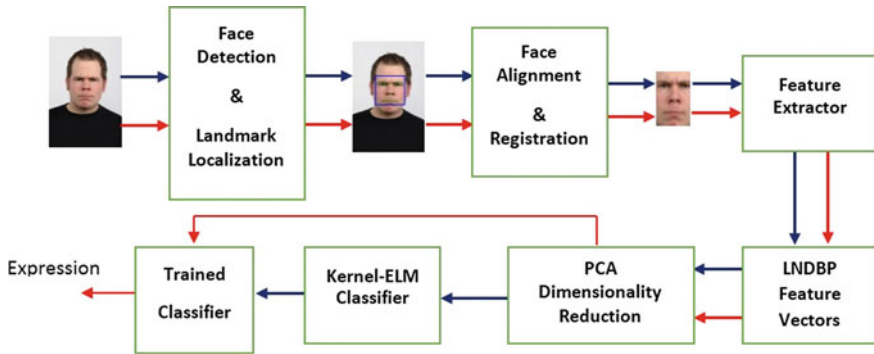 Face
Detection
&
Landmark
Localization
Face
Alignment
&
Registration
Feature
Extractor
LNDBP
Feature
Vectors
PCA
Dimensionality
Reduction
Kernel-ELM
Classifier
Trained
Classifier
Expression